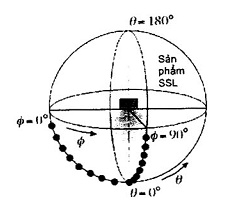 θ = 180°
Sản
phẩm
SSL
ϕ = 0°
ϕ
ϕ = 90°
θ = 0°
θ